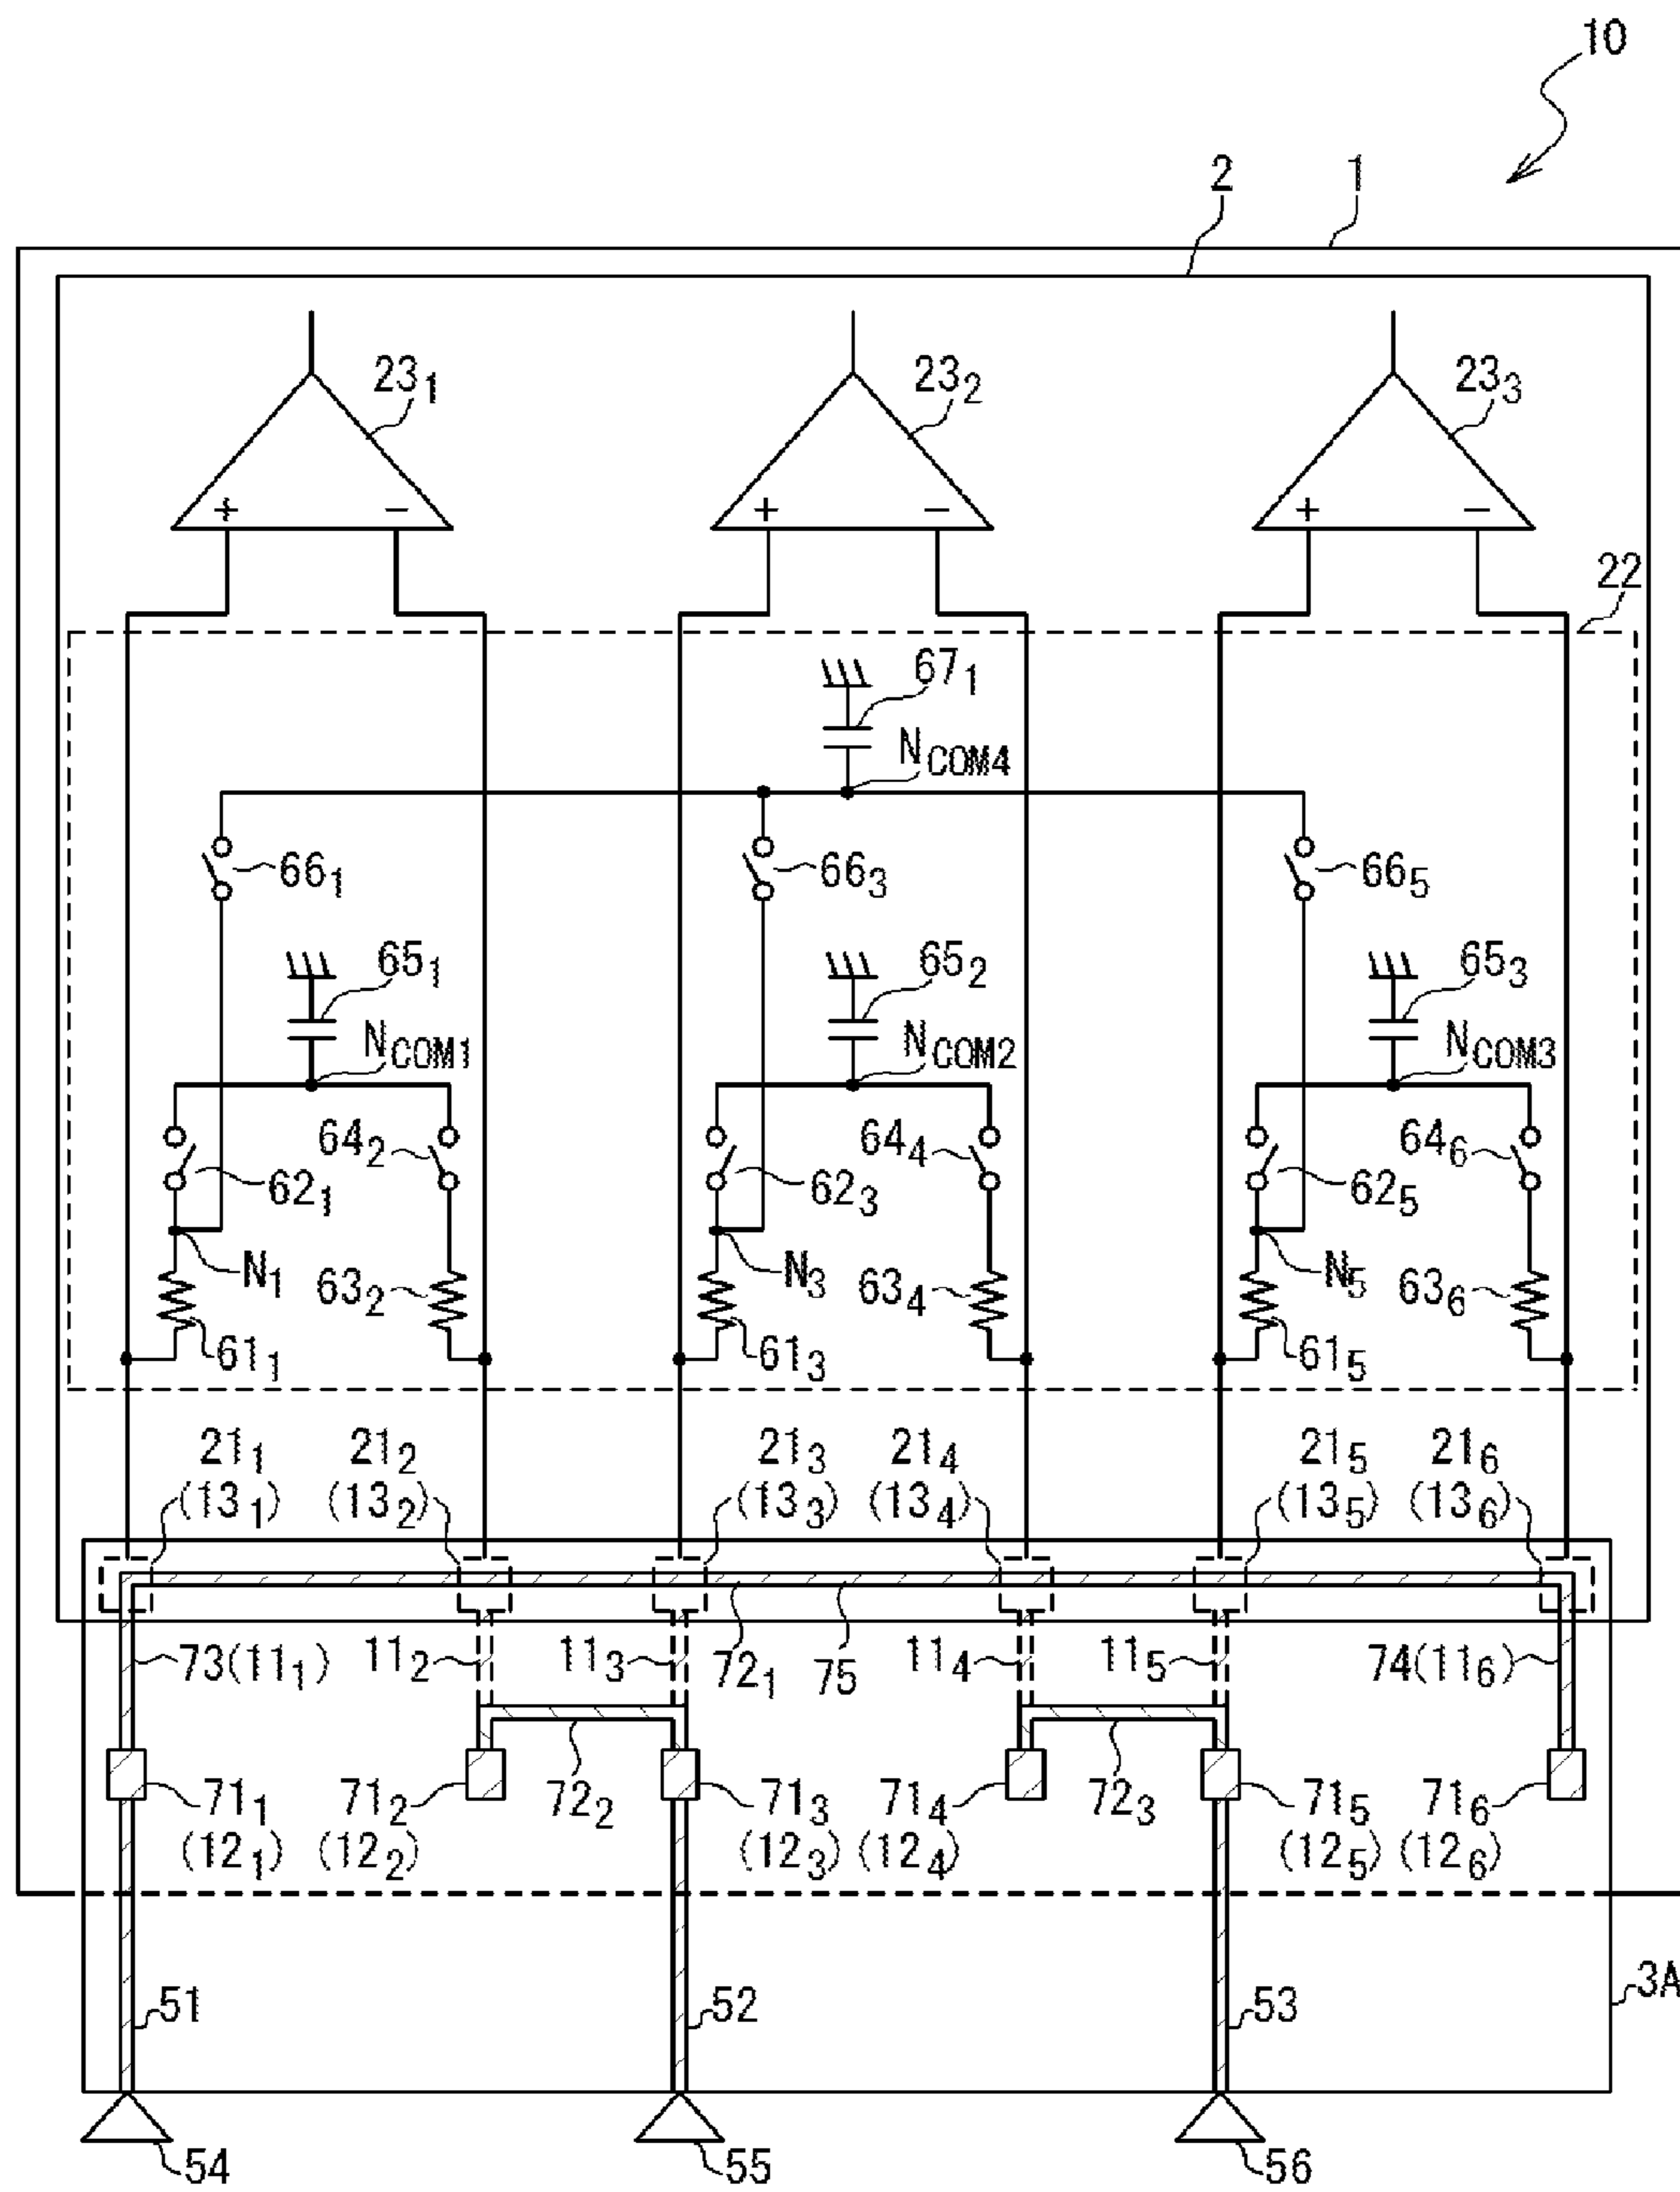 10
2 1
23₁ 23₂ 23₃
+ − + − + −
22
67₁
N_COM4
66₁ 66₃ 66₅
65₁ 65₂ 65₃
N_COM1 N_COM2 N_COM3
64₂ 64₄ 64₆
62₁ 62₃ 62₅
N₁ 63₂ N₃ 63₄ N₅ 63₆
61₁ 61₃ 61₅
21₁ 21₂ 21₃ 21₄ 21₅ 21₆
(13₁) (13₂) (13₃) (13₄) (13₅) (13₆)
73(11₁) 11₂ 11₃ 72₁ 75 11₄ 11₅ 74(11₆)
71₁ 71₂ 72₂ 71₃ 71₄ 72₃ 71₅ 71₆
(12₁) (12₂) (12₃) (12₄) (12₅) (12₆)
3A
51 52 53
54 55 56